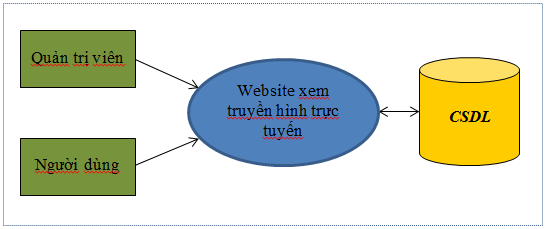 Quản trị viên
Website xem
truyền hình trực
tuyến
CSDL
Người dùng